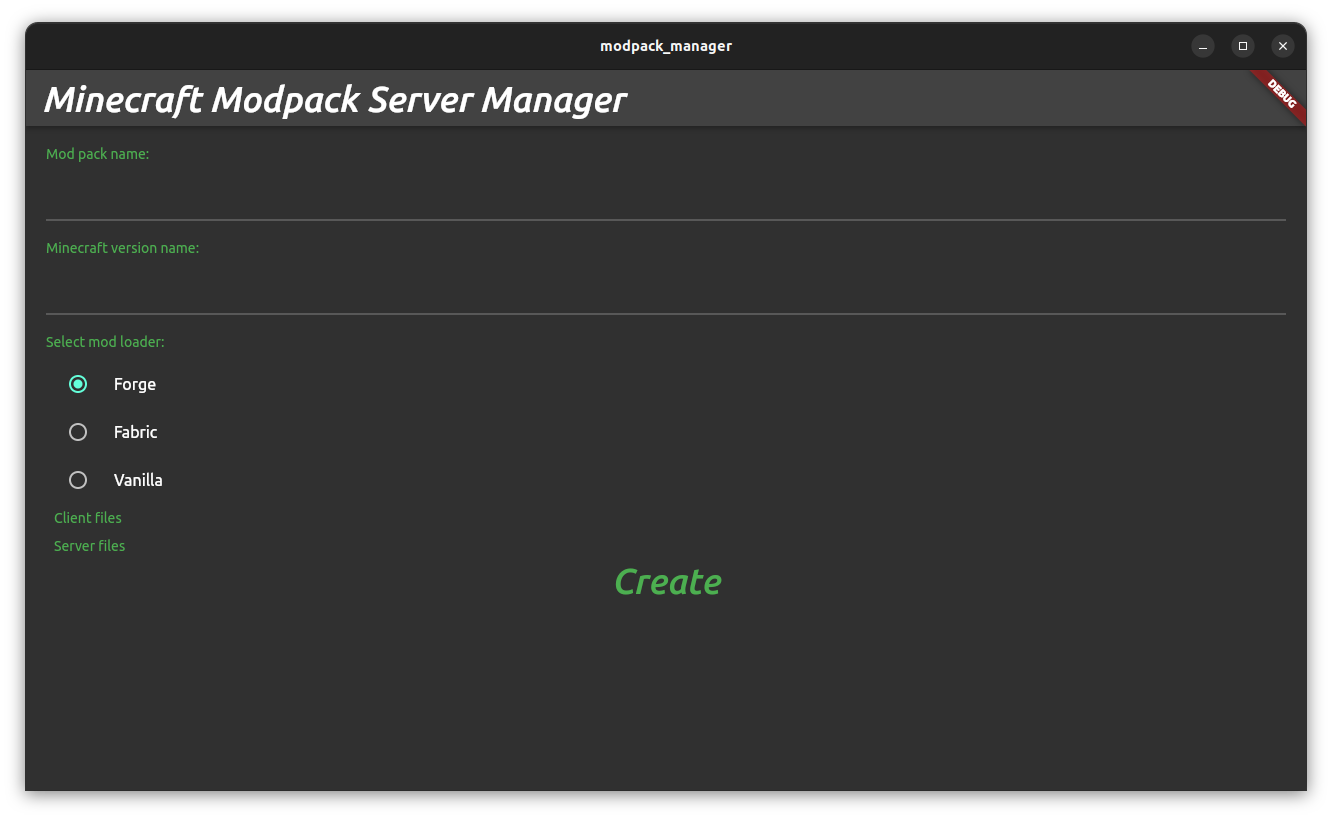 modpack_manager
Minecraft Modpack Server Manager
DEBUG
Mod pack name:
Minecraft version name:
Select mod loader:
Forge
Fabric
Vanilla
Client files
Server files
Create